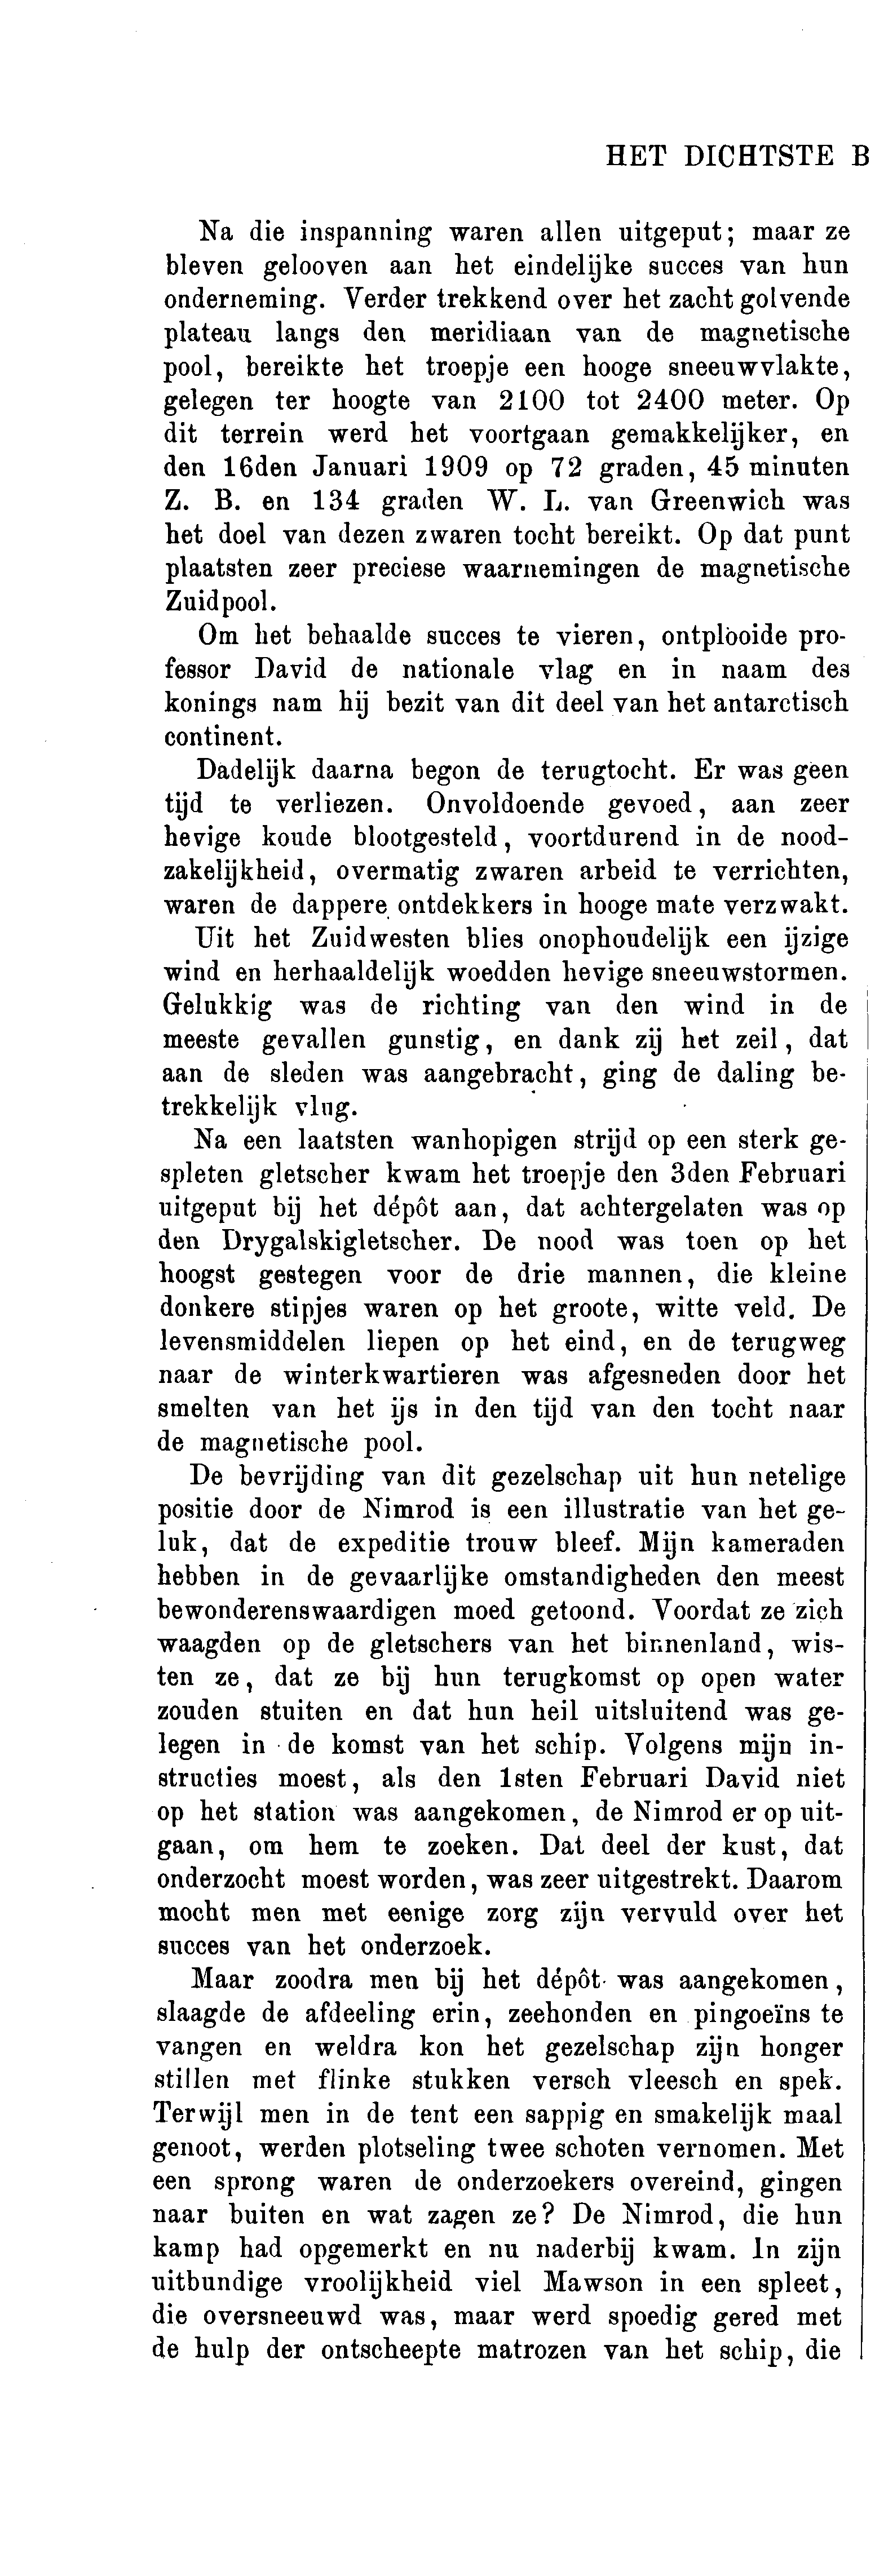 HET DICHTSTE B
Na die inspanning waren allen uitgeput; maar ze
bleven gelooven aan het eindelijke succes van hun
onderneming. Verder trekkend over het zacht golvende
plateau langs den meridiaan van de magnetische
pool, bereikte het troepje een hooge sneeuwvlakte,
gelegen ter hoogte van 2100 tot 2400 meter. Op
dit terrein werd het voortgaan gemakkelijker, en
den 16den Januari 1909 op 72 graden, 45 minuten
Z. B. en 134 graden W. L. van Greenwich was
het doel van dezen zwaren tocht bereikt. Op dat punt
plaatsten zeer preciese waarnemingen de magnetische
Zuidpool.
Om het behaalde succes te vieren, ontplooide pro-
fessor David de nationale vlag en in naam des
konings nam hij bezit van dit deel van het antarctisch
continent.
Dadelijk daarna begon de terugtocht. Er was geen
tijd te verliezen. Onvoldoende gevoed, aan zeer
hevige koude blootgesteld, voortdurend in de nood-
zakelijkheid, overmatig zwaren arbeid te verrichten,
waren de dappere ontdekkers in hooge mate verzwakt.
Uit het Zuidwesten blies onophoudelijk een ijzige
wind en herhaaldelijk woedden hevige sneeuwstormen.
Gelukkig was de richting van den wind in de
meeste gevallen gunstig, en dank zij het zeil, dat
aan de sleden was aangebracht, ging de daling be-
trekkelijk vlug.
Na een laatsten wanhopigen strijd op een sterk ge-
spleten gletscher kwam het troepje den 3den Februari
uitgeput bij het dépôt aan, dat achtergelaten was op
den Drygalskigletscher. De nood was toen op het
hoogst gestegen voor de drie mannen, die kleine
donkere stipjes waren op het groote, witte veld. De
levensmiddelen liepen op het eind, en de terugweg
naar de winterkwartieren was afgesneden door het
smelten van het ijs in den tijd van den tocht naar
de magnetische pool.
De bevrijding van dit gezelschap uit hun netelige
positie door de Nimrod is een illustratie van het ge-
luk, dat de expeditie trouw bleef. Mijn kameraden
hebben in de gevaarlijke omstandigheden den meest
bewonderenswaardigen moed getoond. Voordat ze zich
waagden op de gletschers van het binnenland, wis-
ten ze, dat ze bij hun terugkomst op open water
zouden stuiten en dat hun heil uitsluitend was ge-
legen in de komst van het schip. Volgens mijn in-
structies moest, als den 1sten Februari David niet
op het station was aangekomen, de Nimrod er op uit-
gaan, om hem te zoeken. Dat deel der kust, dat
onderzocht moest worden, was zeer uitgestrekt. Daarom
mocht men met eenige zorg zijn vervuld over het
succes van het onderzoek.
Maar zoodra men bij het dépôt was aangekomen,
slaagde de afdeeling erin, zeehonden en pingoeïns te
vangen en weldra kon het gezelschap zijn honger
stillen met flinke stukken versch vleesch en spek.
Terwijl men in de tent een sappig en smakelijk maal
genoot, werden plotseling twee schoten vernomen. Met
een sprong waren de onderzoekers overeind, gingen
naar buiten en wat zagen ze? De Nimrod, die hun
kamp had opgemerkt en nu naderbij kwam. In zijn
uitbundige vroolijkheid viel Mawson in een spleet,
die oversneeuwd was, maar werd spoedig gered met
de hulp der ontscheepte matrozen van het schip, die